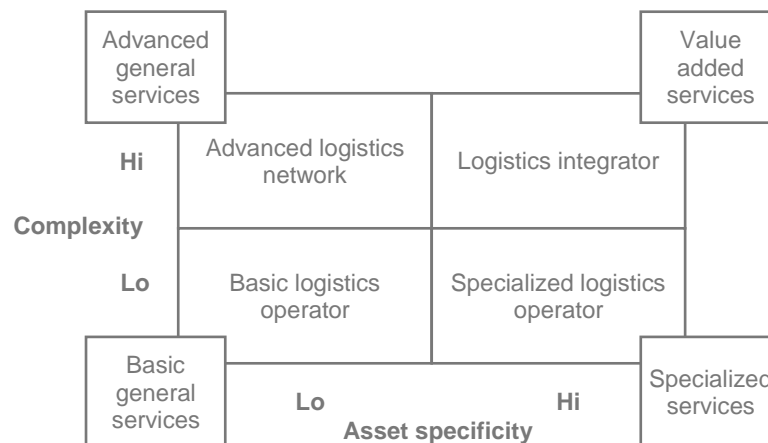 Advanced
general
services
Value
added
services
Hi
Advanced logistics
network
Logistics integrator
Complexity
Lo
Basic logistics
operator
Specialized logistics
operator
Basic
general
services
Lo
Hi
Specialized
services
Asset specificity